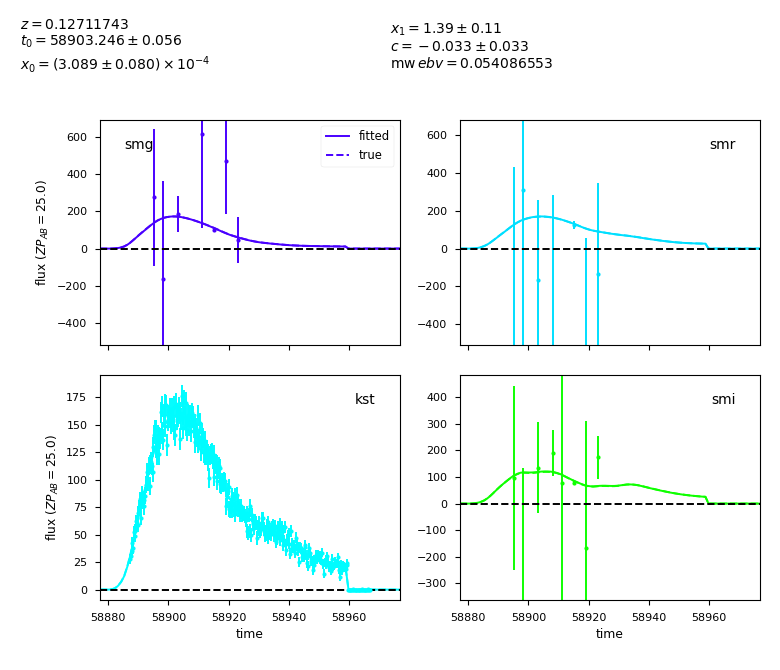 z = 0.12711743
t₀ = 58903.246 ± 0.056
x₀ = (3.089 ± 0.080) × 10⁻⁴
x₁ = 1.39 ± 0.11
c = −0.033 ± 0.033
mw ebv = 0.054086553
smg
fitted
true
600
400
200
0
−200
−400
flux (ZP_AB = 25.0)
smr
600
400
200
0
−200
−400
kst
175
150
125
100
75
50
25
0
flux (ZP_AB = 25.0)
58880 58900 58920 58940 58960
time
smi
400
300
200
100
0
−100
−200
−300
58880 58900 58920 58940 58960
time